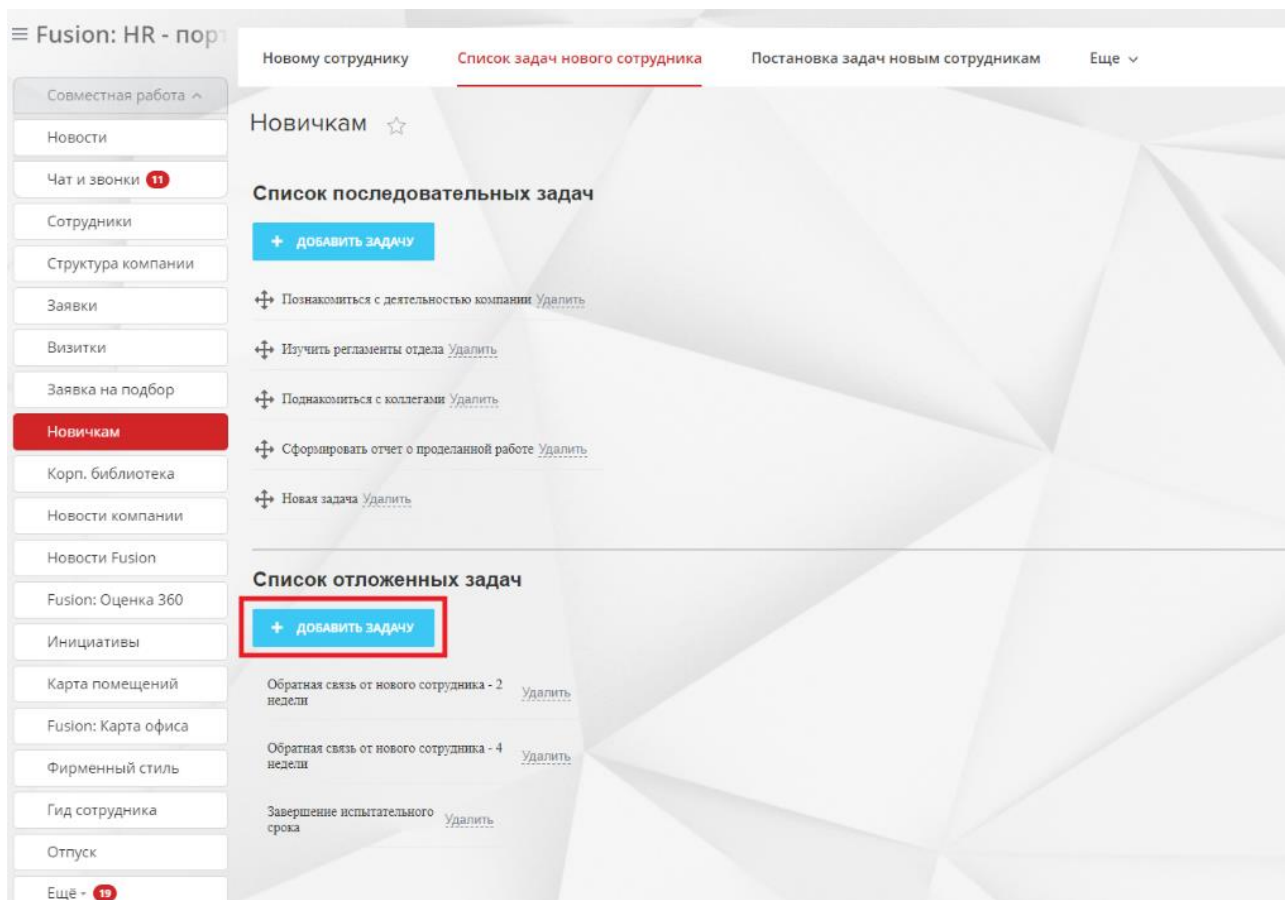 Fusion: HR - порт
Новому сотруднику
Список задач нового сотрудника
Постановка задач новым сотрудникам
Еще
Совместная работа
Новости
Чат и звонки 11
Сотрудники
Структура компании
Заявки
Визитки
Заявка на подбор
Новичкам
Корп. библиотека
Новости компании
Новости Fusion
Fusion: Оценка 360
Инициативы
Карта помещений
Fusion: Карта офиса
Фирменный стиль
Гид сотрудника
Отпуск
Ещё - 19
Новичкам
Список последовательных задач
+ ДОБАВИТЬ ЗАДАЧУ
Познакомиться с деятельностью компании Удалить
Изучить регламенты отдела Удалить
Поднакомиться с коллегами Удалить
Сформировать отчет о проделанной работе Удалить
Новая задача Удалить
Список отложенных задач
+ ДОБАВИТЬ ЗАДАЧУ
Обратная связь от нового сотрудника - 2
недели
Удалить
Обратная связь от нового сотрудника - 4
недели
Удалить
Завершение испытательного
срока
Удалить